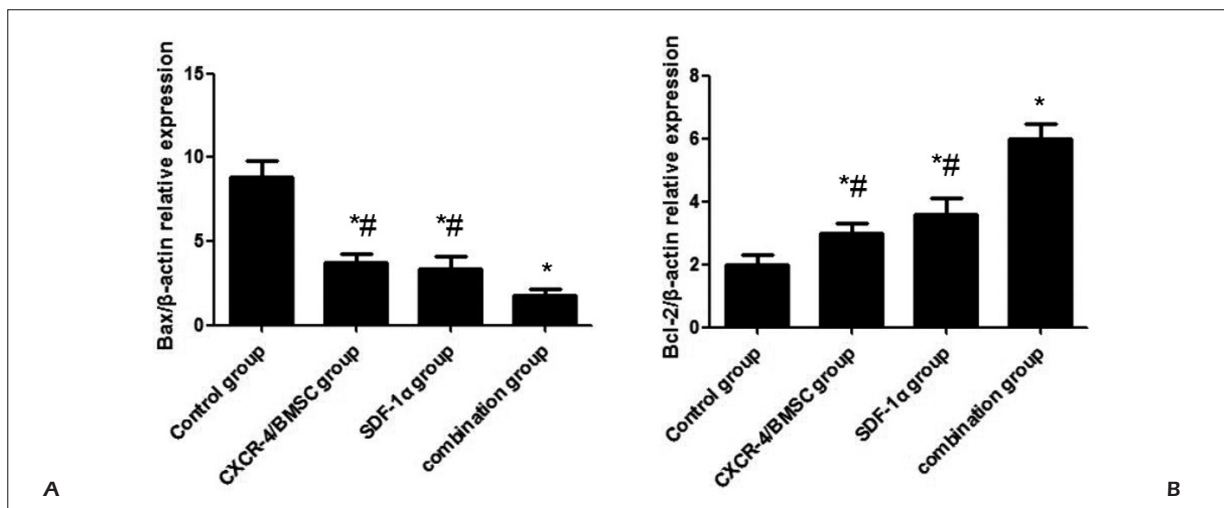 Bax/β-actin relative expression
15
10
5
0
*#
*#
*
Control group
CXCR-4/BMSC group
SDF-1α group
combination group
A
Bcl-2/β-actin relative expression
8
6
4
2
0
*#
*#
*
Control group
CXCR-4/BMSC group
SDF-1α group
combination group
B